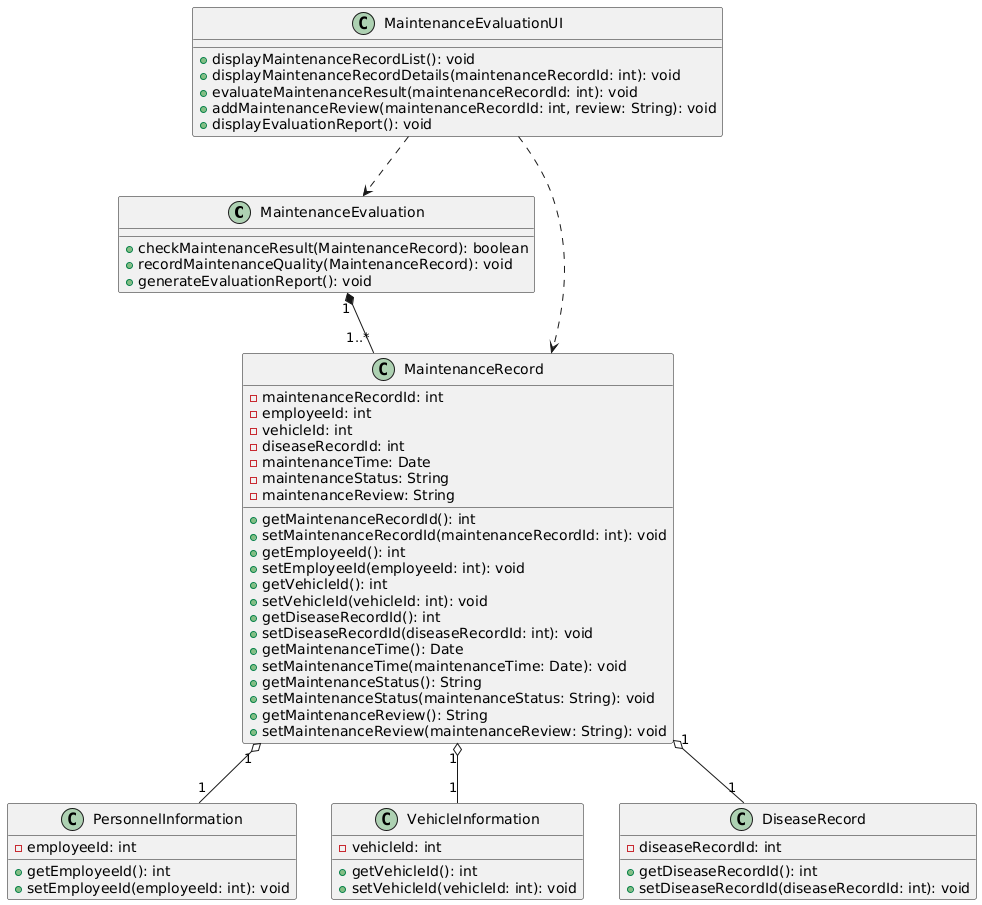 C MaintenanceEvaluationUI
displayMaintenanceRecordList(): void
displayMaintenanceRecordDetails(maintenanceRecordId: int): void
evaluateMaintenanceResult(maintenanceRecordId: int): void
addMaintenanceReview(maintenanceRecordId: int, review: String): void
displayEvaluationReport(): void
C MaintenanceEvaluation
checkMaintenanceResult(MaintenanceRecord): boolean
recordMaintenanceQuality(MaintenanceRecord): void
generateEvaluationReport(): void
1
1..*
C MaintenanceRecord
maintenanceRecordId: int
employeeId: int
vehicleId: int
diseaseRecordId: int
maintenanceTime: Date
maintenanceStatus: String
maintenanceReview: String
getMaintenanceRecordId(): int
setMaintenanceRecordId(maintenanceRecordId: int): void
getEmployeeId(): int
setEmployeeId(employeeId: int): void
getVehicleId(): int
setVehicleId(vehicleId: int): void
getDiseaseRecordId(): int
setDiseaseRecordId(diseaseRecordId: int): void
getMaintenanceTime(): Date
setMaintenanceTime(maintenanceTime: Date): void
getMaintenanceStatus(): String
setMaintenanceStatus(maintenanceStatus: String): void
getMaintenanceReview(): String
setMaintenanceReview(maintenanceReview: String): void
1 1 1
1 1 1
C PersonnelInformation
employeeId: int
getEmployeeId(): int
setEmployeeId(employeeId: int): void
C VehicleInformation
vehicleId: int
getVehicleId(): int
setVehicleId(vehicleId: int): void
C DiseaseRecord
diseaseRecordId: int
getDiseaseRecordId(): int
setDiseaseRecordId(diseaseRecordId: int): void